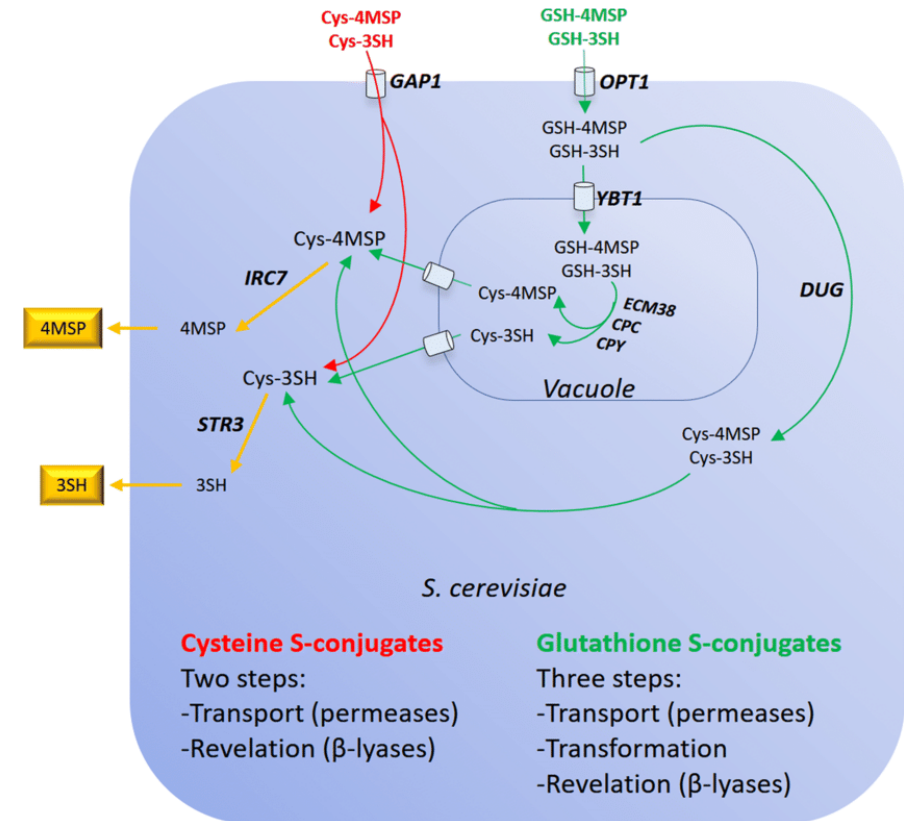 Cys-4MSP
Cys-3SH
GSH-4MSP
GSH-3SH
GAP1
OPT1
GSH-4MSP
GSH-3SH
YBT1
Cys-4MSP
GSH-4MSP
GSH-3SH
IRC7
Cys-4MSP
ECM38
DUG
4MSP
4MSP
CPC
Cys-3SH
CPY
Cys-3SH
Vacuole
STR3
Cys-4MSP
Cys-3SH
3SH
3SH
S. cerevisiae
Cysteine S-conjugates
Two steps:
-Transport (permeases)
-Revelation (β-lyases)
Glutathione S-conjugates
Three steps:
-Transport (permeases)
-Transformation
-Revelation (β-lyases)